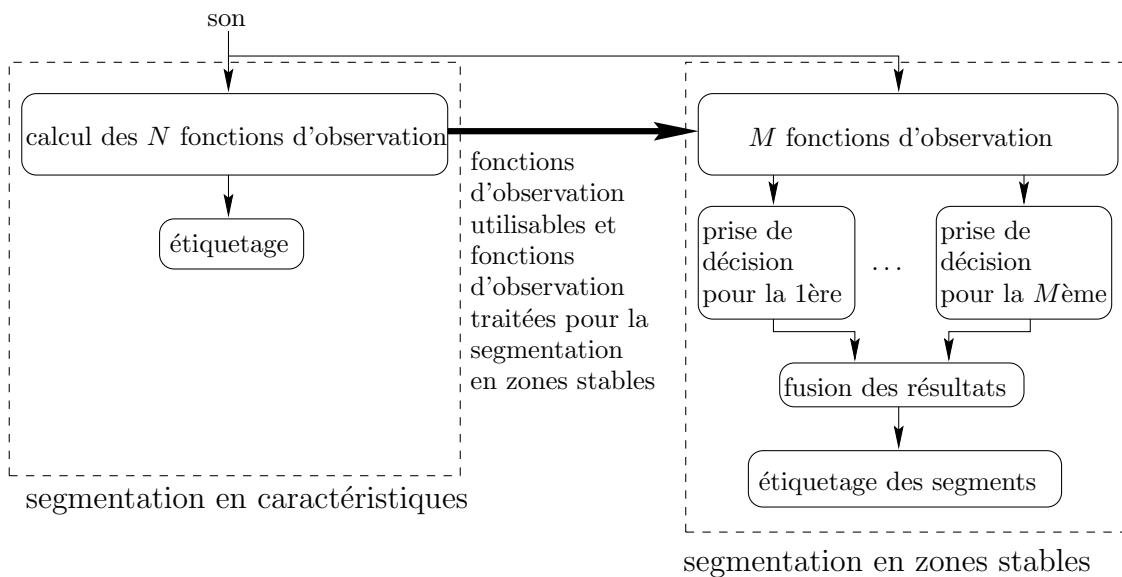 son
calcul des N fonctions d'observation
étiquetage
segmentation en caractéristiques
fonctions
d'observation
utilisables et
fonctions
d'observation
traitées pour la
segmentation
en zones stables
M fonctions d'observation
prise de
décision
pour la 1ère
...
prise de
décision
pour la Mème
fusion des résultats
étiquetage des segments
segmentation en zones stables